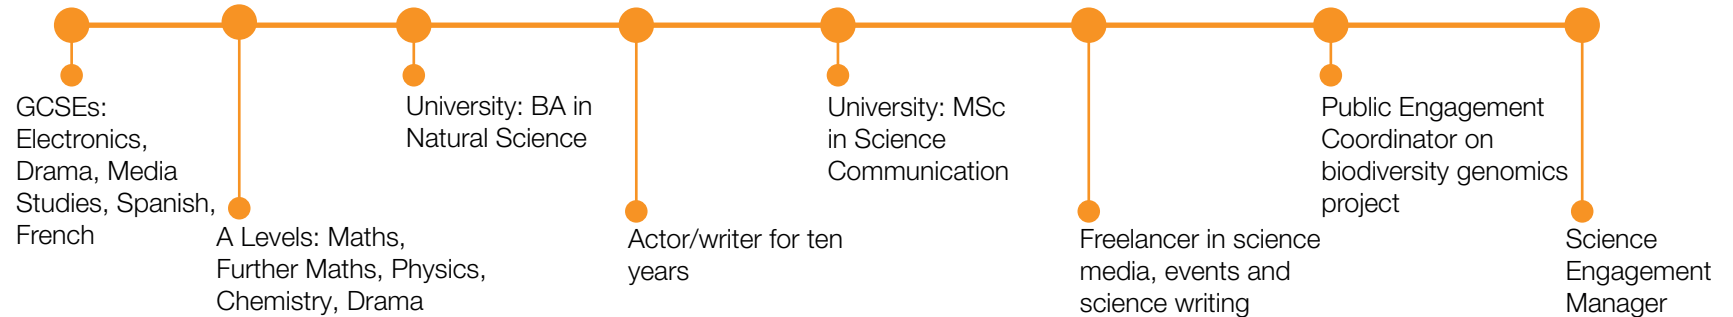 GCSEs:
Electronics,
Drama, Media
Studies, Spanish,
French
A Levels: Maths,
Further Maths, Physics,
Chemistry, Drama
University: BA in
Natural Science
Actor/writer for ten
years
University: MSc
in Science
Communication
Freelancer in science
media, events and
science writing
Public Engagement
Coordinator on
biodiversity genomics
project
Science
Engagement
Manager